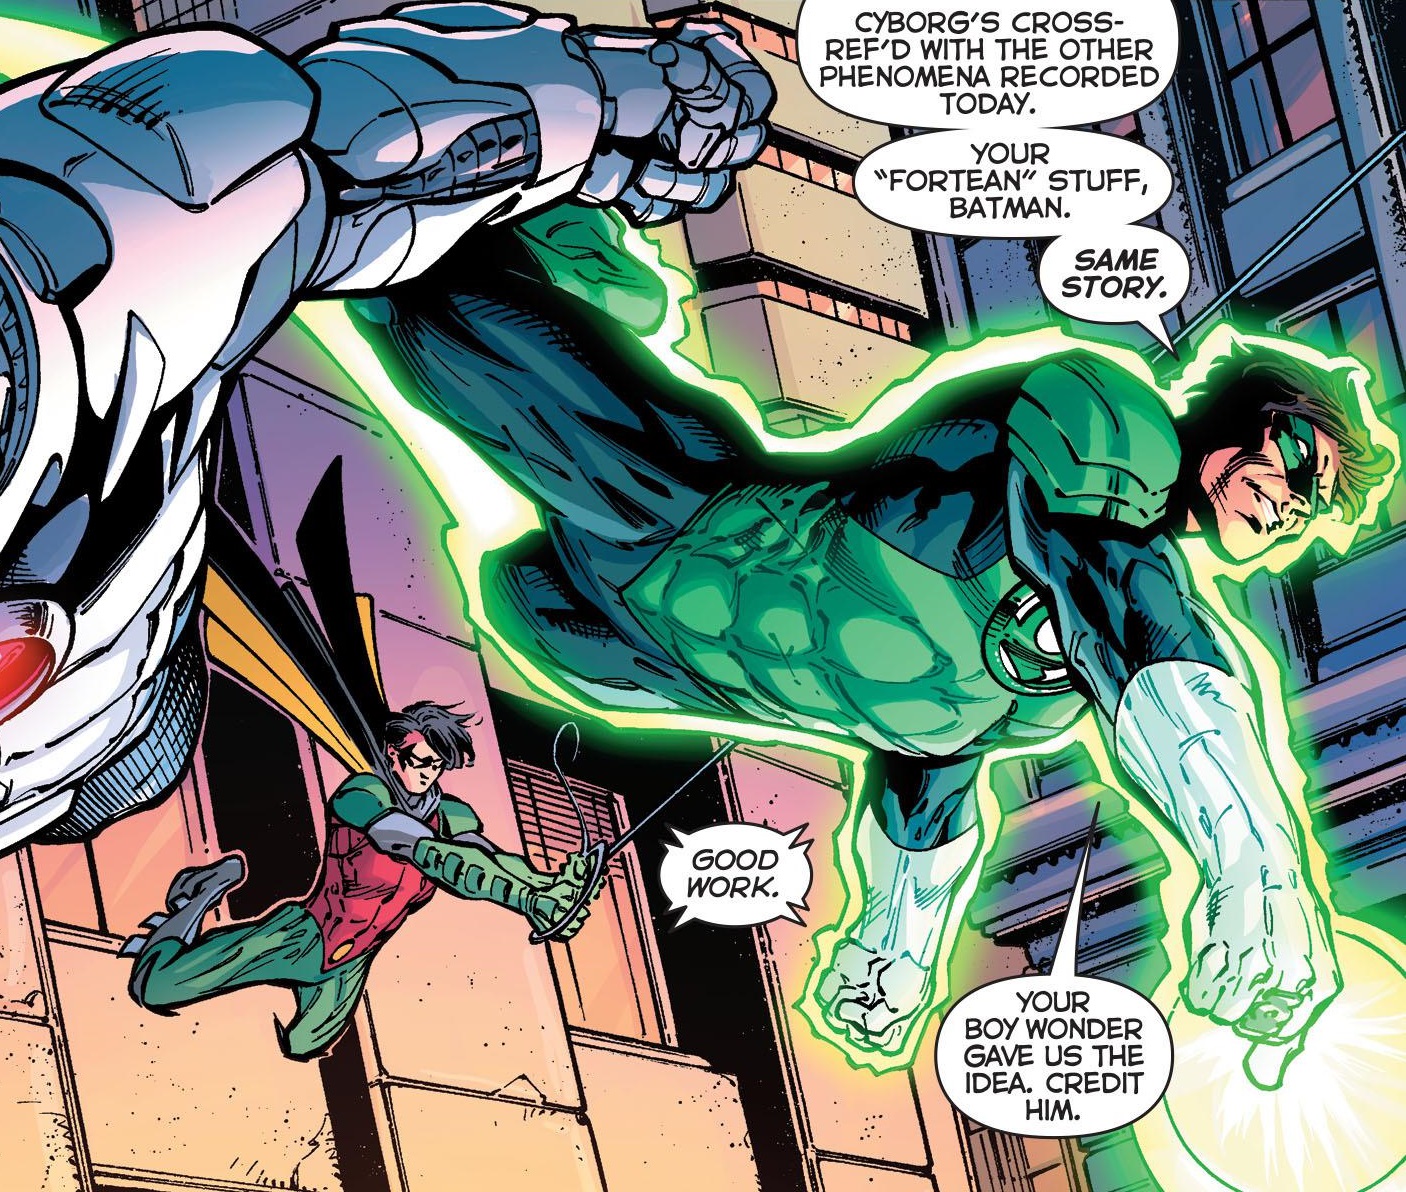 CYBORG'S CROSS-
REF'D WITH THE OTHER
PHENOMENA RECORDED
TODAY.
YOUR
"FORTEAN" STUFF,
BATMAN.
SAME
STORY.
GOOD
WORK.
YOUR
BOY WONDER
GAVE US THE
IDEA. CREDIT
HIM.